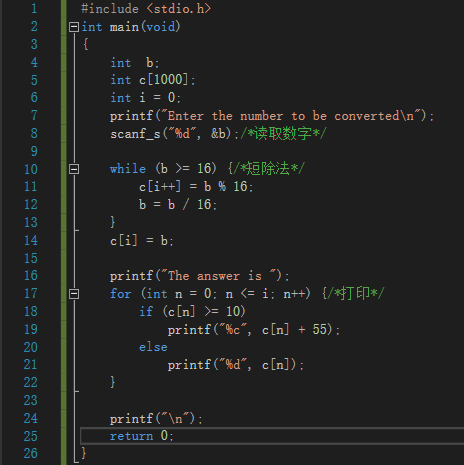 1 #include <stdio.h>
2 int main(void)
3 {
4 int  b;
5 int c[1000];
6 int i = 0;
7 printf("Enter the number to be converted\n");
8 scanf_s("%d", &b);/*读取数字*/
9
10 while (b >= 16) {/*短除法*/
11 c[i++] = b % 16;
12 b = b / 16;
13 }
14 c[i] = b;
15
16 printf("The answer is ");
17 for (int n = 0; n <= i; n++) {/*打印*/
18 if (c[n] >= 10)
19 printf("%c", c[n] + 55);
20 else
21 printf("%d", c[n]);
22 }
23
24 printf("\n");
25 return 0;
26 }